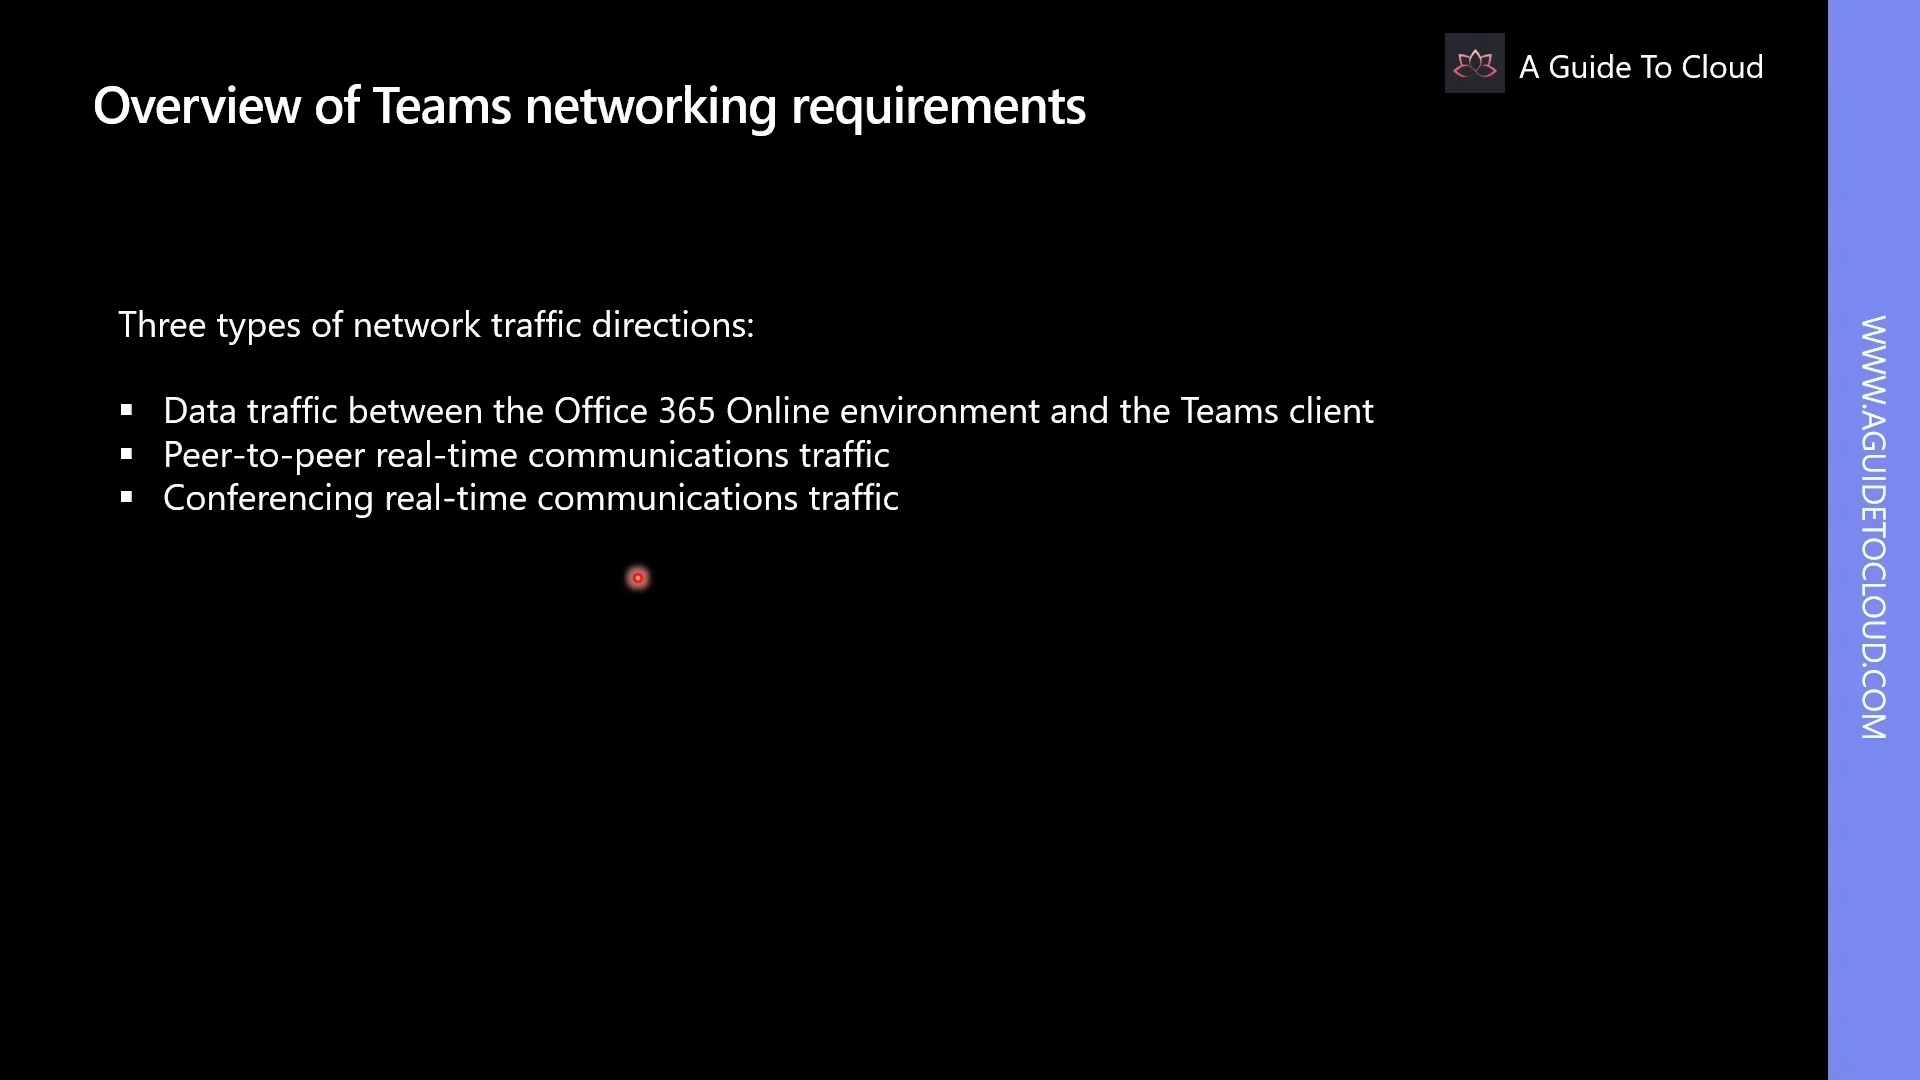 A Guide To Cloud
Overview of Teams networking requirements
Three types of network traffic directions:
▪ Data traffic between the Office 365 Online environment and the Teams client
▪ Peer-to-peer real-time communications traffic
▪ Conferencing real-time communications traffic
WWW.AGUIDETOCLOUD.COM